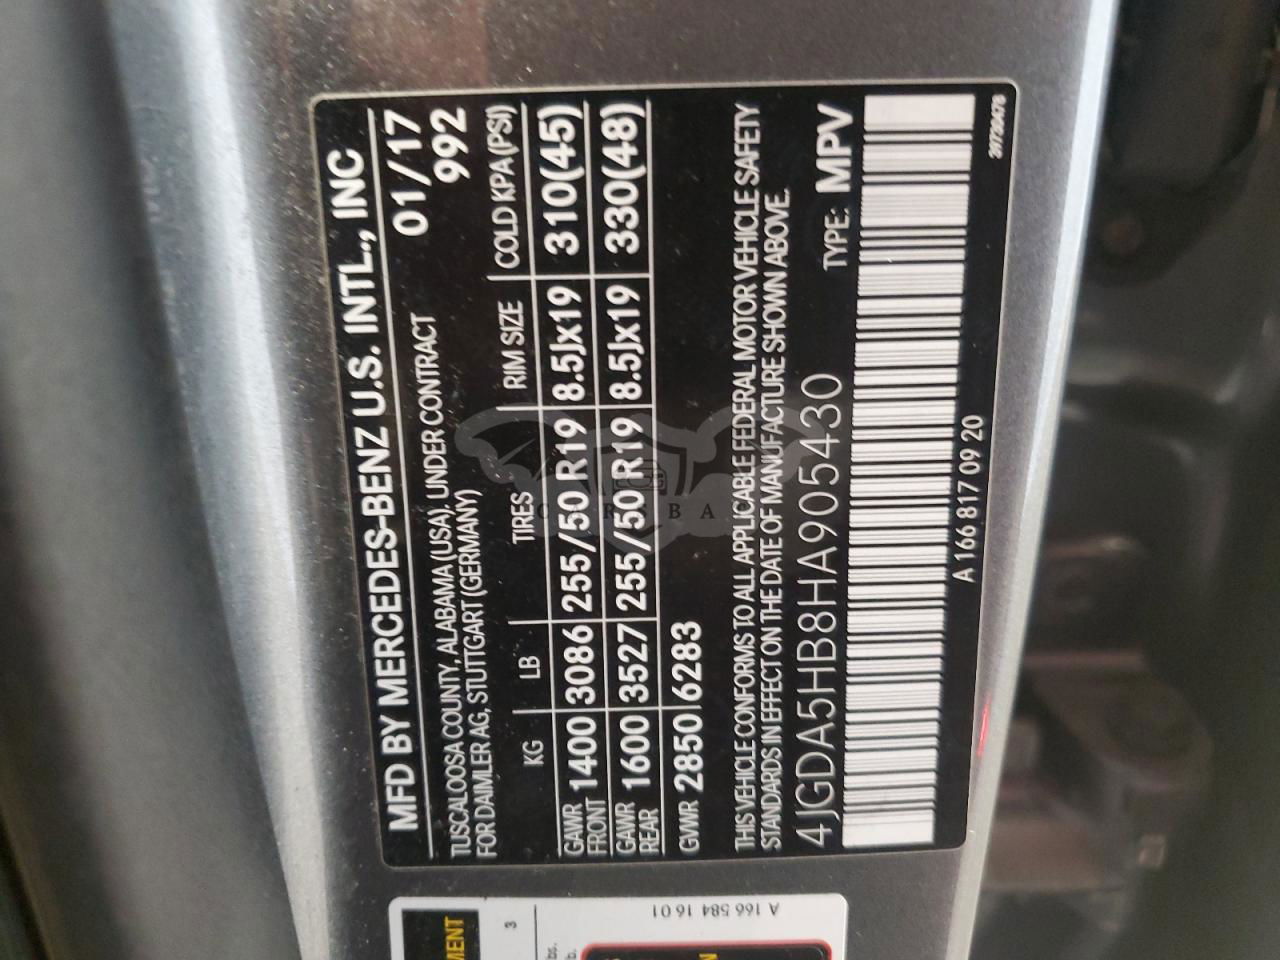 MFD BY MERCEDES-BENZ U.S. INTL., INC
TUSCALOOSA COUNTY, ALABAMA (USA), UNDER CONTRACT 01/17
FOR DAIMLER AG, STUTTGART (GERMANY) 992
KG LB TIRES RIM SIZE COLD KPA (PSI)
GAWR FRONT 1400 3086 255/50 R19 8.5Jx19 310(45)
GAWR REAR 1600 3527 255/50 R19 8.5Jx19 330(48)
GVWR 2850 6283
THIS VEHICLE CONFORMS TO ALL APPLICABLE FEDERAL MOTOR VEHICLE SAFETY
STANDARDS IN EFFECT ON THE DATE OF MANUFACTURE SHOWN ABOVE.
4JGDA5HB8HA905430 TYPE: MPV
A 166 817 09 20
A 166 584 16 01
3